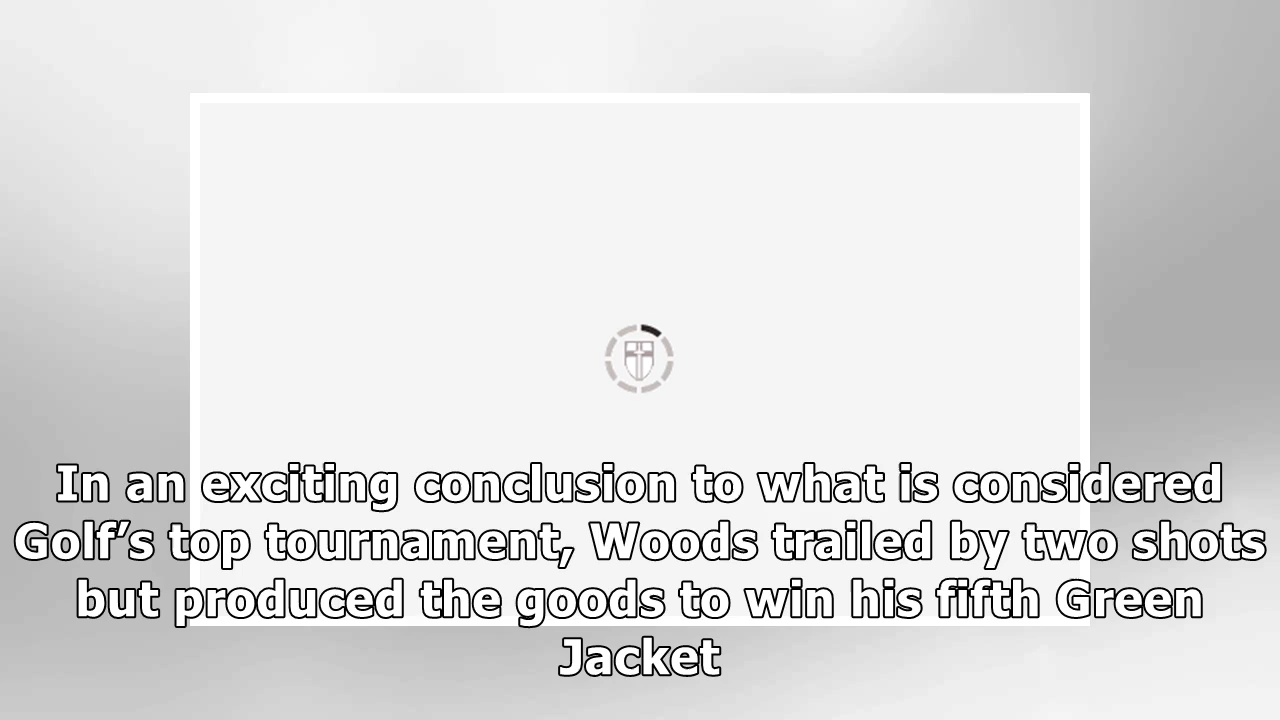 In an exciting conclusion to what is considered
Golf’s top tournament, Woods trailed by two shots
but produced the goods to win his fifth Green
Jacket